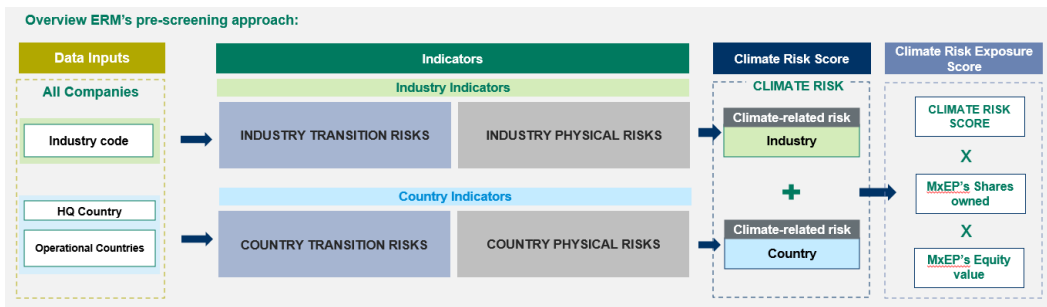 Overview ERM's pre-screening approach:
Data Inputs
Indicators
Climate Risk Score
Climate Risk Exposure
Score
All Companies
Industry code
HQ Country
Operational Countries
Industry Indicators
INDUSTRY TRANSITION RISKS
INDUSTRY PHYSICAL RISKS
Country Indicators
COUNTRY TRANSITION RISKS
COUNTRY PHYSICAL RISKS
CLIMATE RISK
Climate-related risk
Industry
+
Climate-related risk
Country
CLIMATE RISK
SCORE
X
MxEP's Shares
owned
X
MxEP's Equity
value